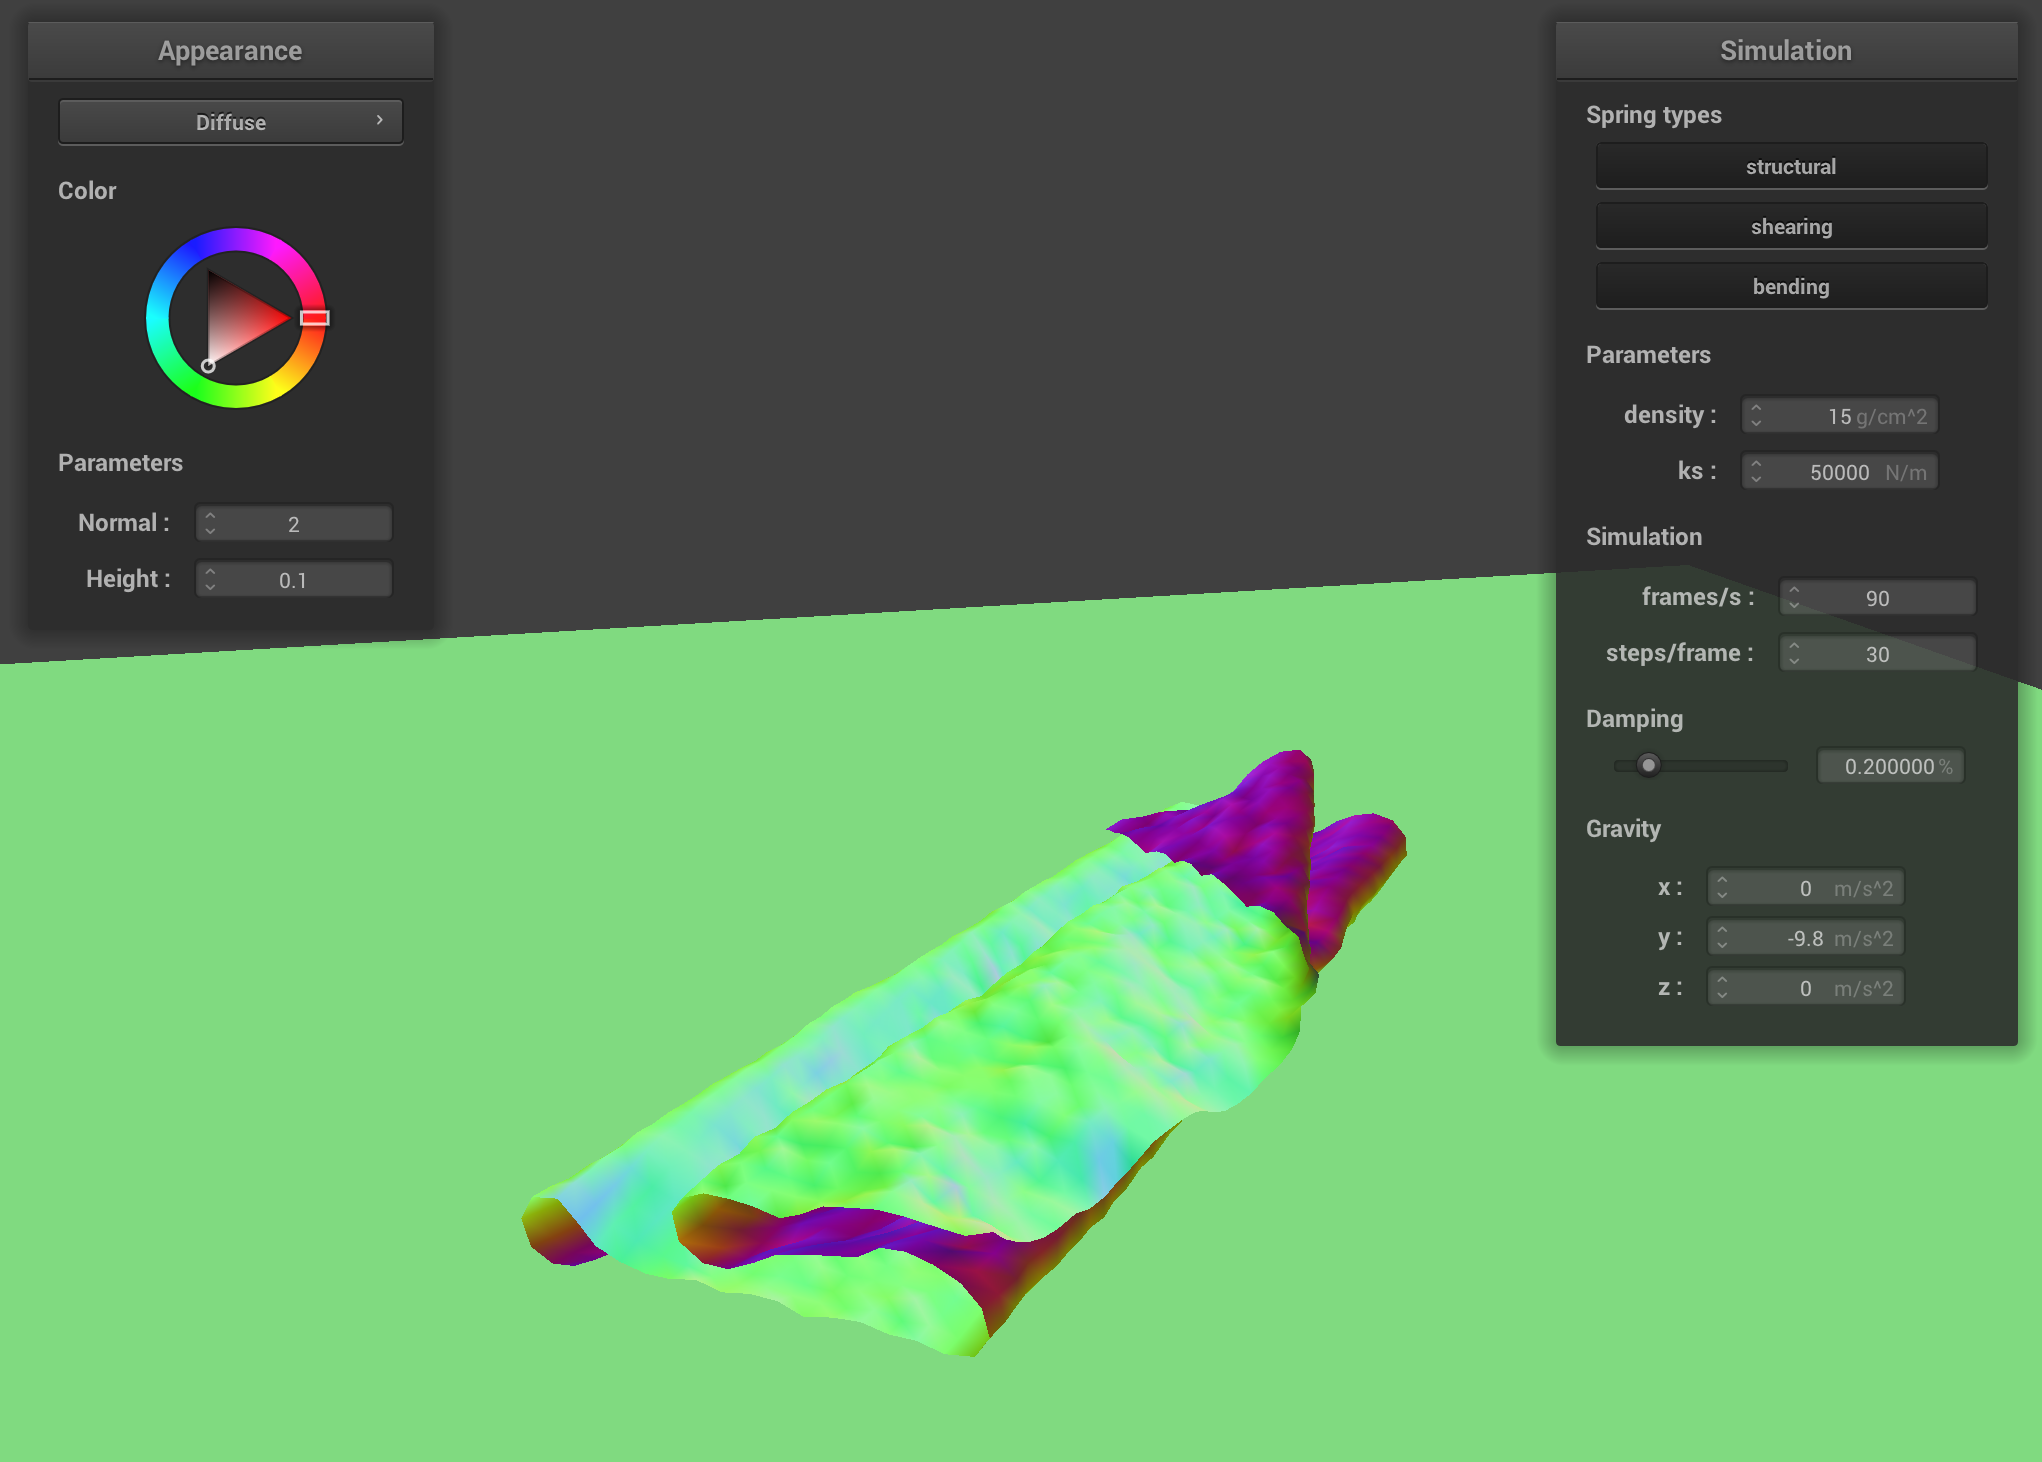 Appearance
Diffuse
Color
Parameters
Normal : 2
Height : 0.1
Simulation
Spring types
structural
shearing
bending
Parameters
density : 15 g/cm^2
ks : 50000 N/m
Simulation
frames/s : 90
steps/frame : 30
Damping
0.200000 %
Gravity
x : 0 m/s^2
y : -9.8 m/s^2
z : 0 m/s^2